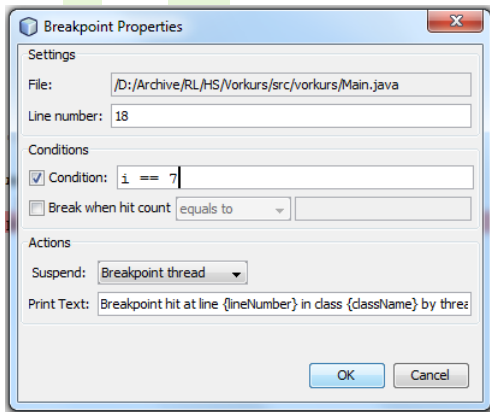 Breakpoint Properties
Settings
File: /D:/Archive/RL/HS/Vorkurs/src/vorkurs/Main.java
Line number: 18
Conditions
Condition: i == 7
Break when hit count equals to
Actions
Suspend: Breakpoint thread
Print Text: Breakpoint hit at line {lineNumber} in class {className} by threa
OK Cancel